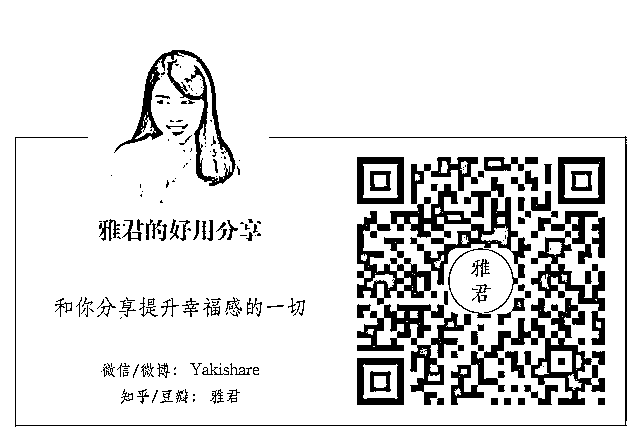 雅君的好用分享
和你分享提升幸福感的一切
微信/微博：Yakishare
知乎/豆瓣：雅君
雅
君